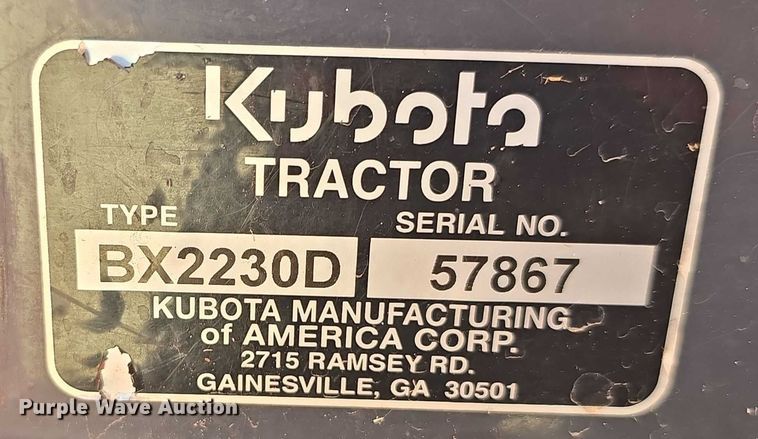 Kubota
TRACTOR
TYPE SERIAL NO.
BX2230D 57867
KUBOTA MANUFACTURING
of AMERICA CORP.
2715 RAMSEY RD.
GAINESVILLE, GA 30501
Purple Wave Auction